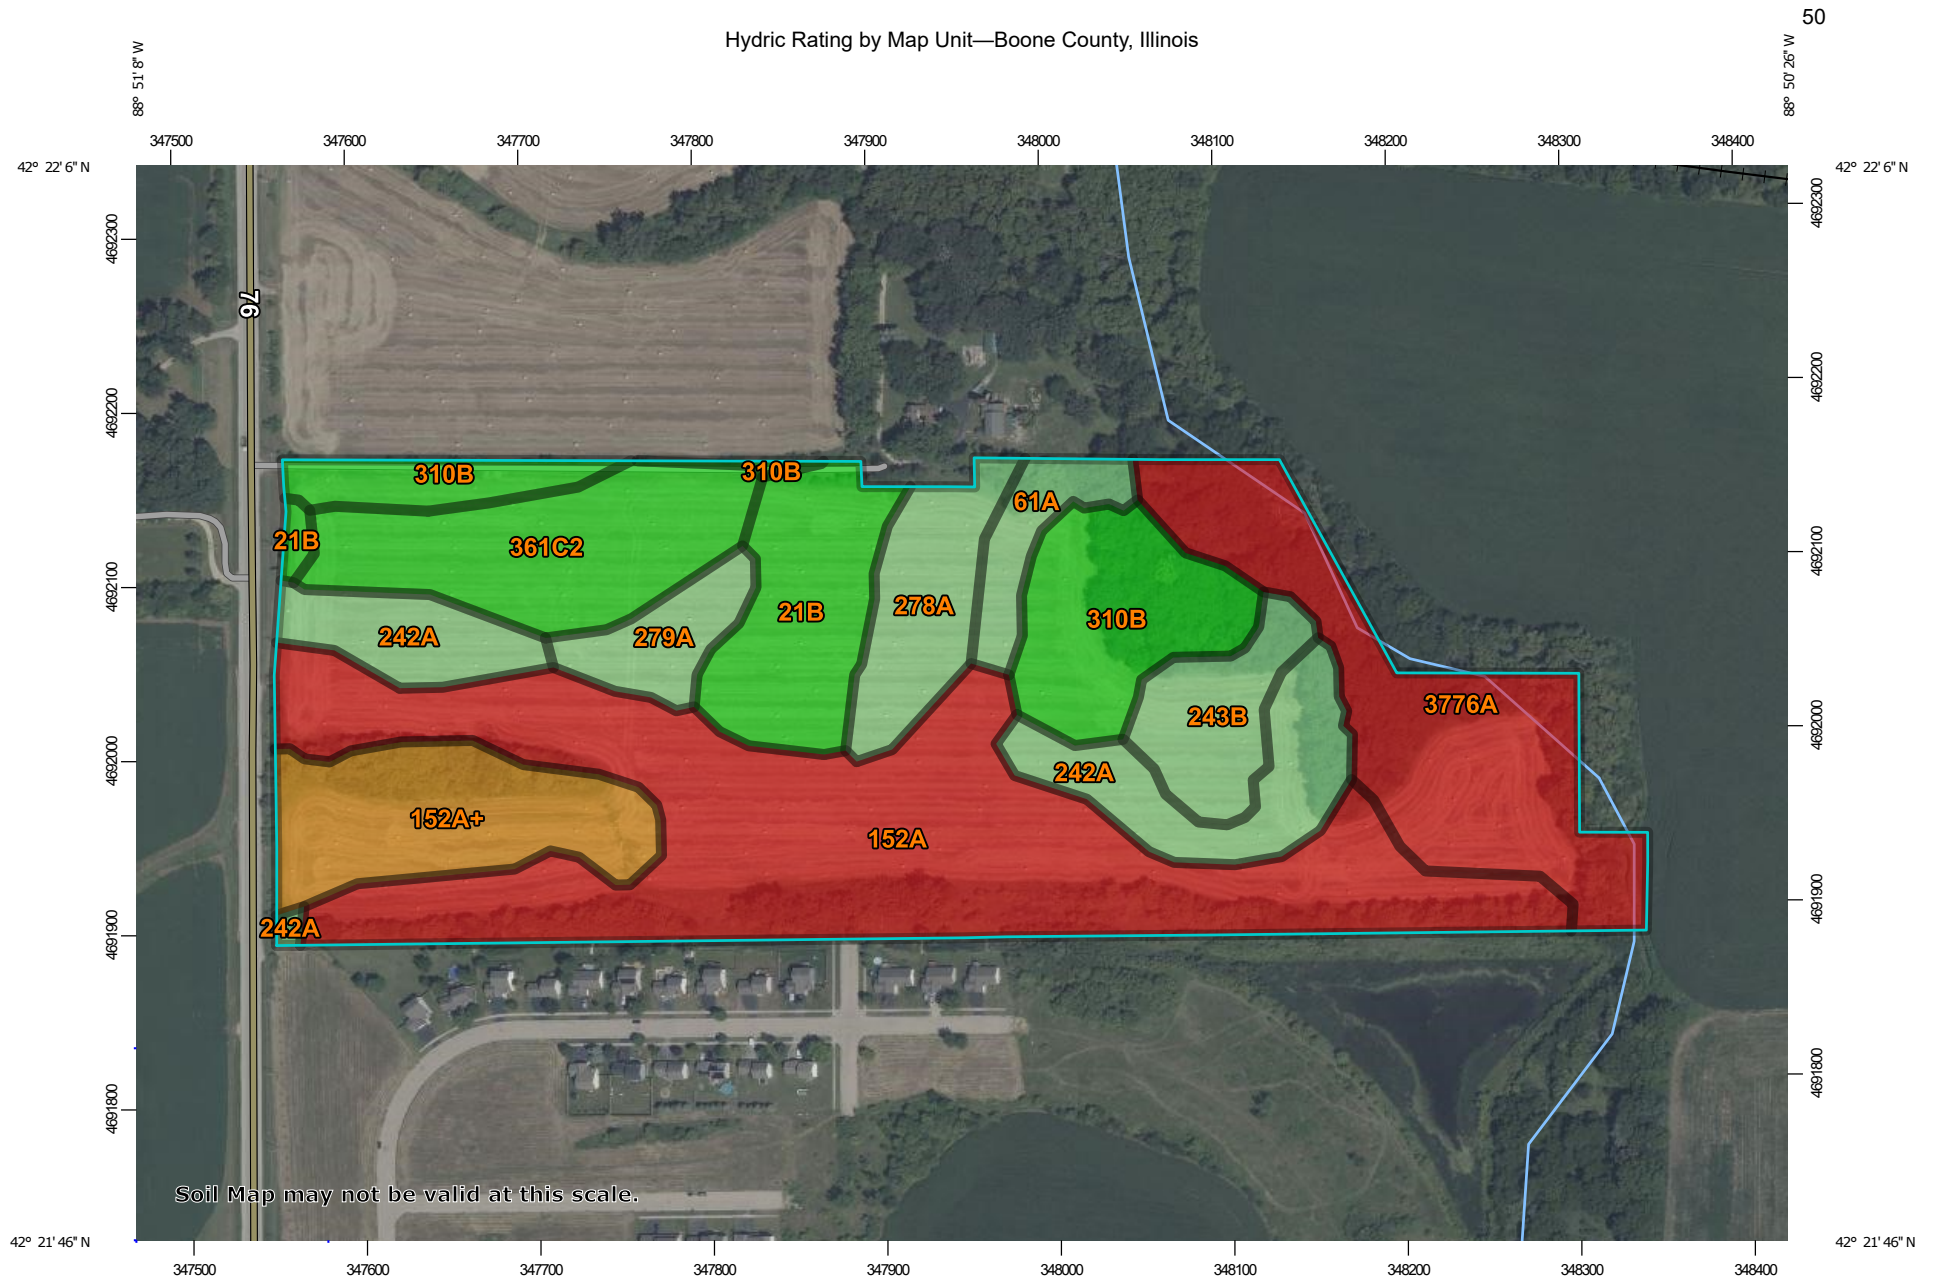 50
Hydric Rating by Map Unit—Boone County, Illinois
88° 51' 8'' W
88° 50' 26'' W
347500 347600 347700 347800 347900 348000 348100 348200 348300 348400
42° 22' 6'' N
42° 22' 6'' N
4692300
4692300
76
4692200
4692200
310B
310B
61A
21B
361C2
4692100
4692100
278A
21B
310B
242A
279A
3776A
243B
4692000
4692000
242A
152A+
152A
4691900
4691900
242A
4691800
4691800
Soil Map may not be valid at this scale.
42° 21' 46'' N
42° 21' 46'' N
347500 347600 347700 347800 347900 348000 348100 348200 348300 348400